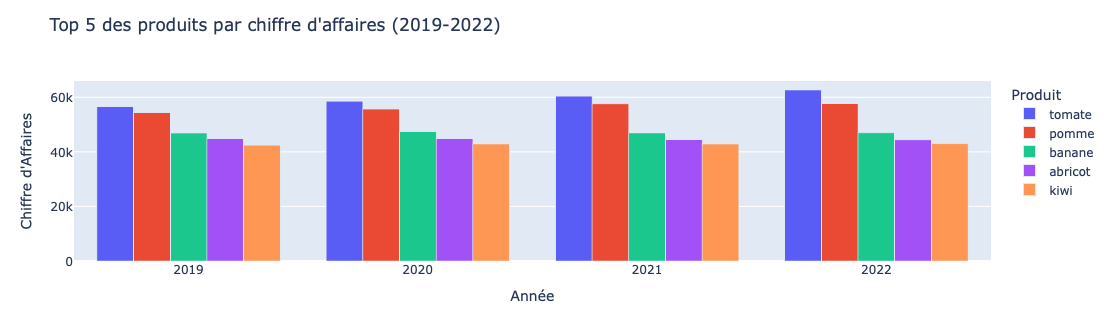 Top 5 des produits par chiffre d'affaires (2019-2022)
Chiffre d'Affaires
60k
40k
20k
0
2019
2020
2021
2022
Année
Produit
tomate
pomme
banane
abricot
kiwi